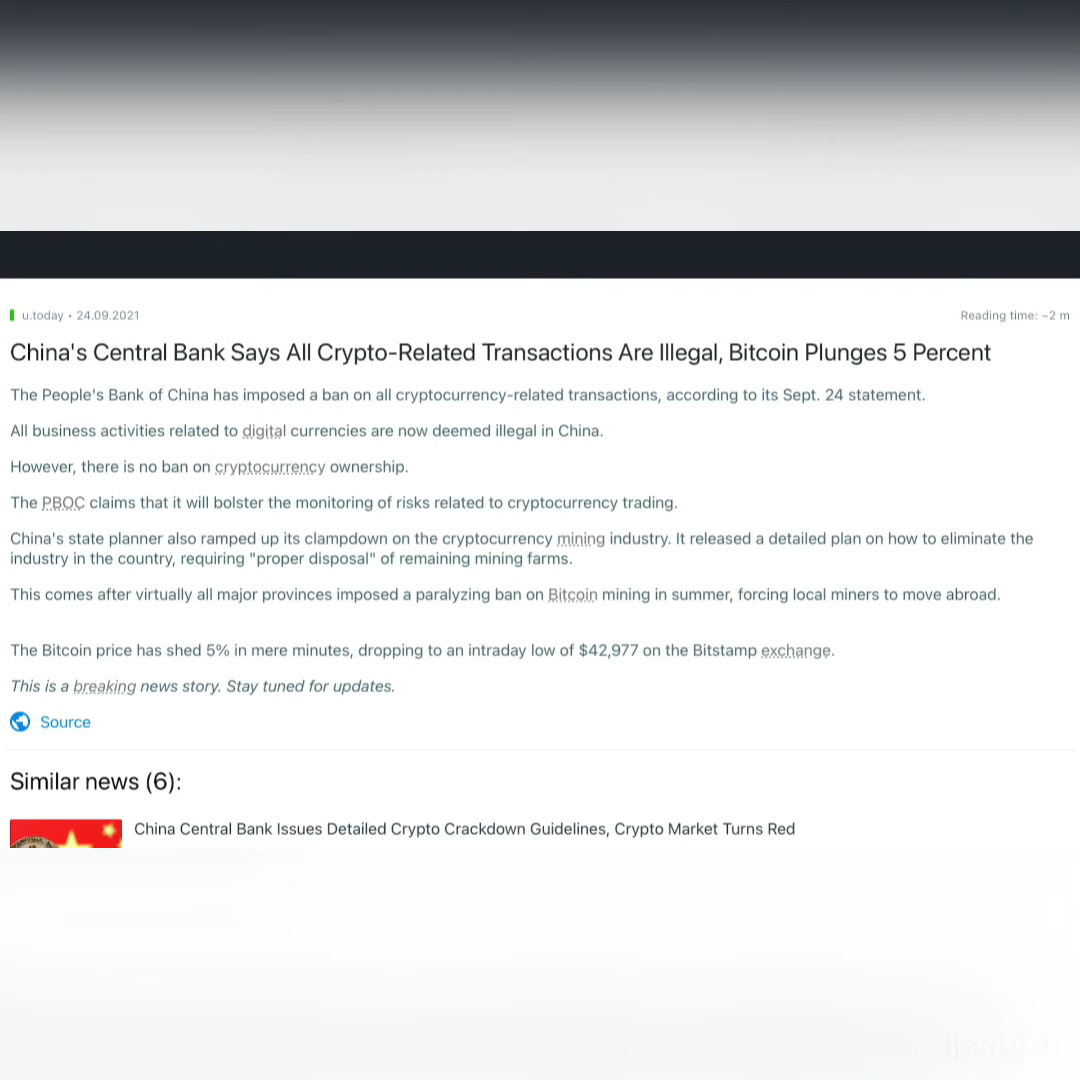 u.today • 24.09.2021
Reading time: ~2 m
China's Central Bank Says All Crypto-Related Transactions Are Illegal, Bitcoin Plunges 5 Percent
The People's Bank of China has imposed a ban on all cryptocurrency-related transactions, according to its Sept. 24 statement.
All business activities related to digital currencies are now deemed illegal in China.
However, there is no ban on cryptocurrency ownership.
The PBOC claims that it will bolster the monitoring of risks related to cryptocurrency trading.
China's state planner also ramped up its clampdown on the cryptocurrency mining industry. It released a detailed plan on how to eliminate the
industry in the country, requiring "proper disposal" of remaining mining farms.
This comes after virtually all major provinces imposed a paralyzing ban on Bitcoin mining in summer, forcing local miners to move abroad.
The Bitcoin price has shed 5% in mere minutes, dropping to an intraday low of $42,977 on the Bitstamp exchange.
This is a breaking news story. Stay tuned for updates.
Source
Similar news (6):
China Central Bank Issues Detailed Crypto Crackdown Guidelines, Crypto Market Turns Red